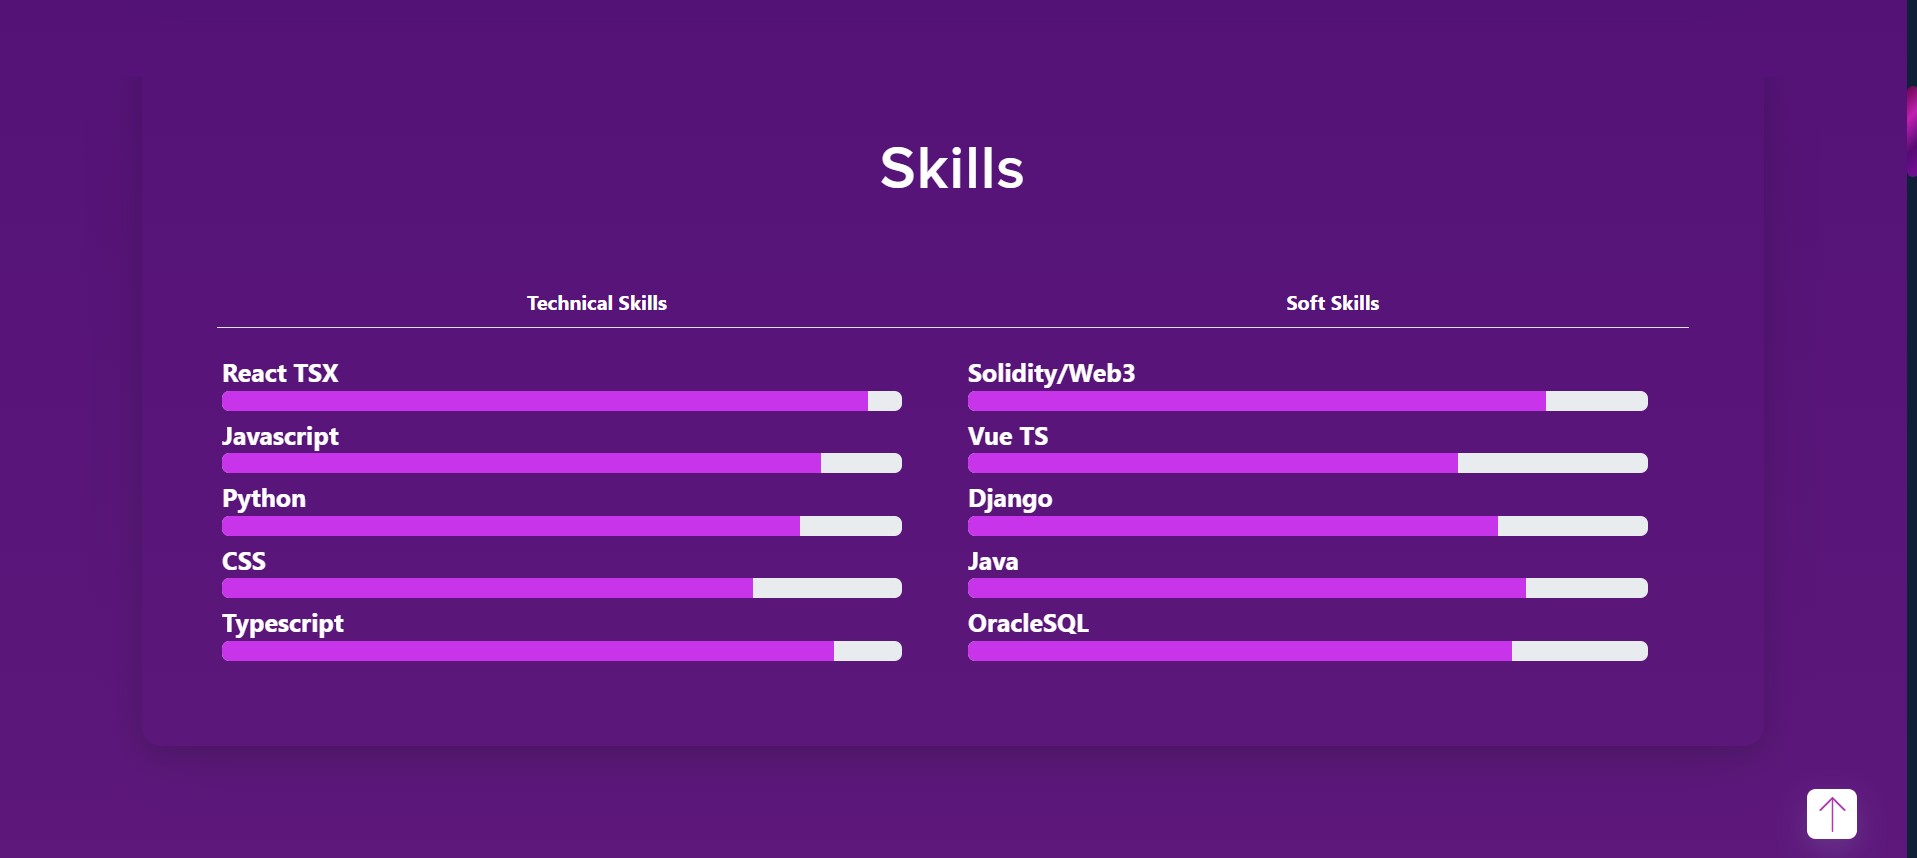 Skills
Technical Skills
Soft Skills
React TSX
Solidity/Web3
Javascript
Vue TS
Python
Django
CSS
Java
Typescript
OracleSQL